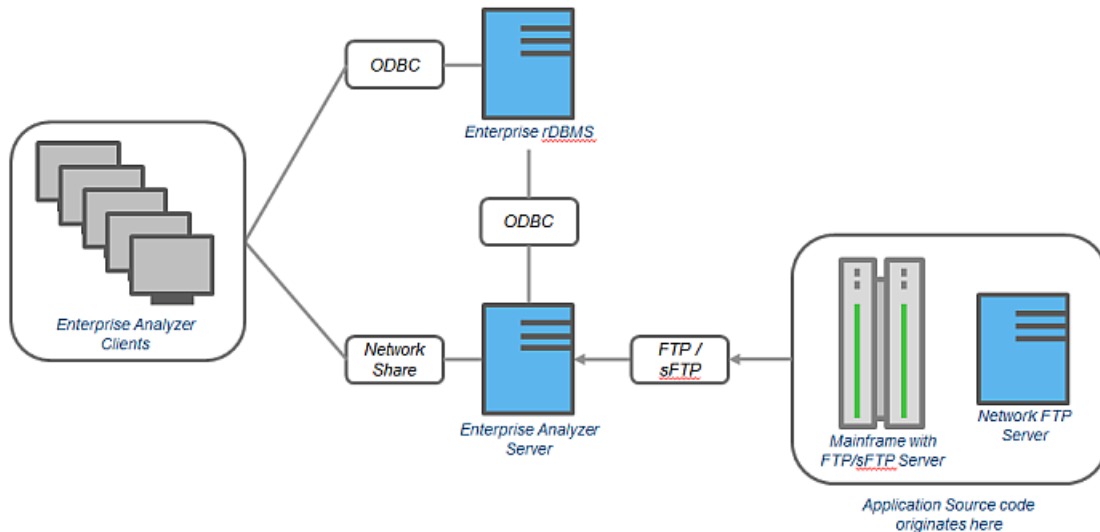 ODBC
Enterprise rDBMS
ODBC
Enterprise Analyzer
Clients
Network
Share
Enterprise Analyzer
Server
FTP /
sFTP
Mainframe with
FTP/sFTP Server
Network FTP
Server
Application Source code
originates here